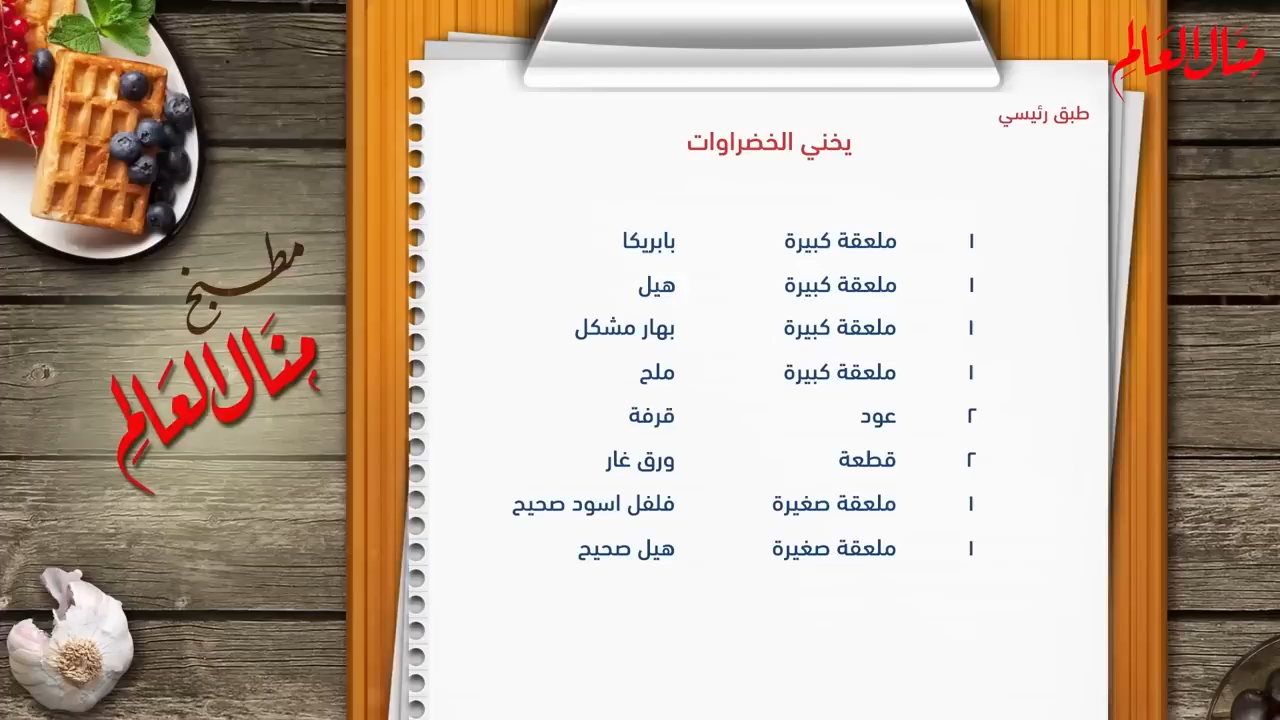 منال العالم
طبق رئيسي
يخني الخضراوات
١ ملعقة كبيرة بابريكا
١ ملعقة كبيرة هيل
١ ملعقة كبيرة بهار مشكل
١ ملعقة كبيرة ملح
٢ عود قرفة
٢ قطعة ورق غار
١ ملعقة صغيرة فلفل اسود صحيح
١ ملعقة صغيرة هيل صحيح
مطبخ
منال العالم